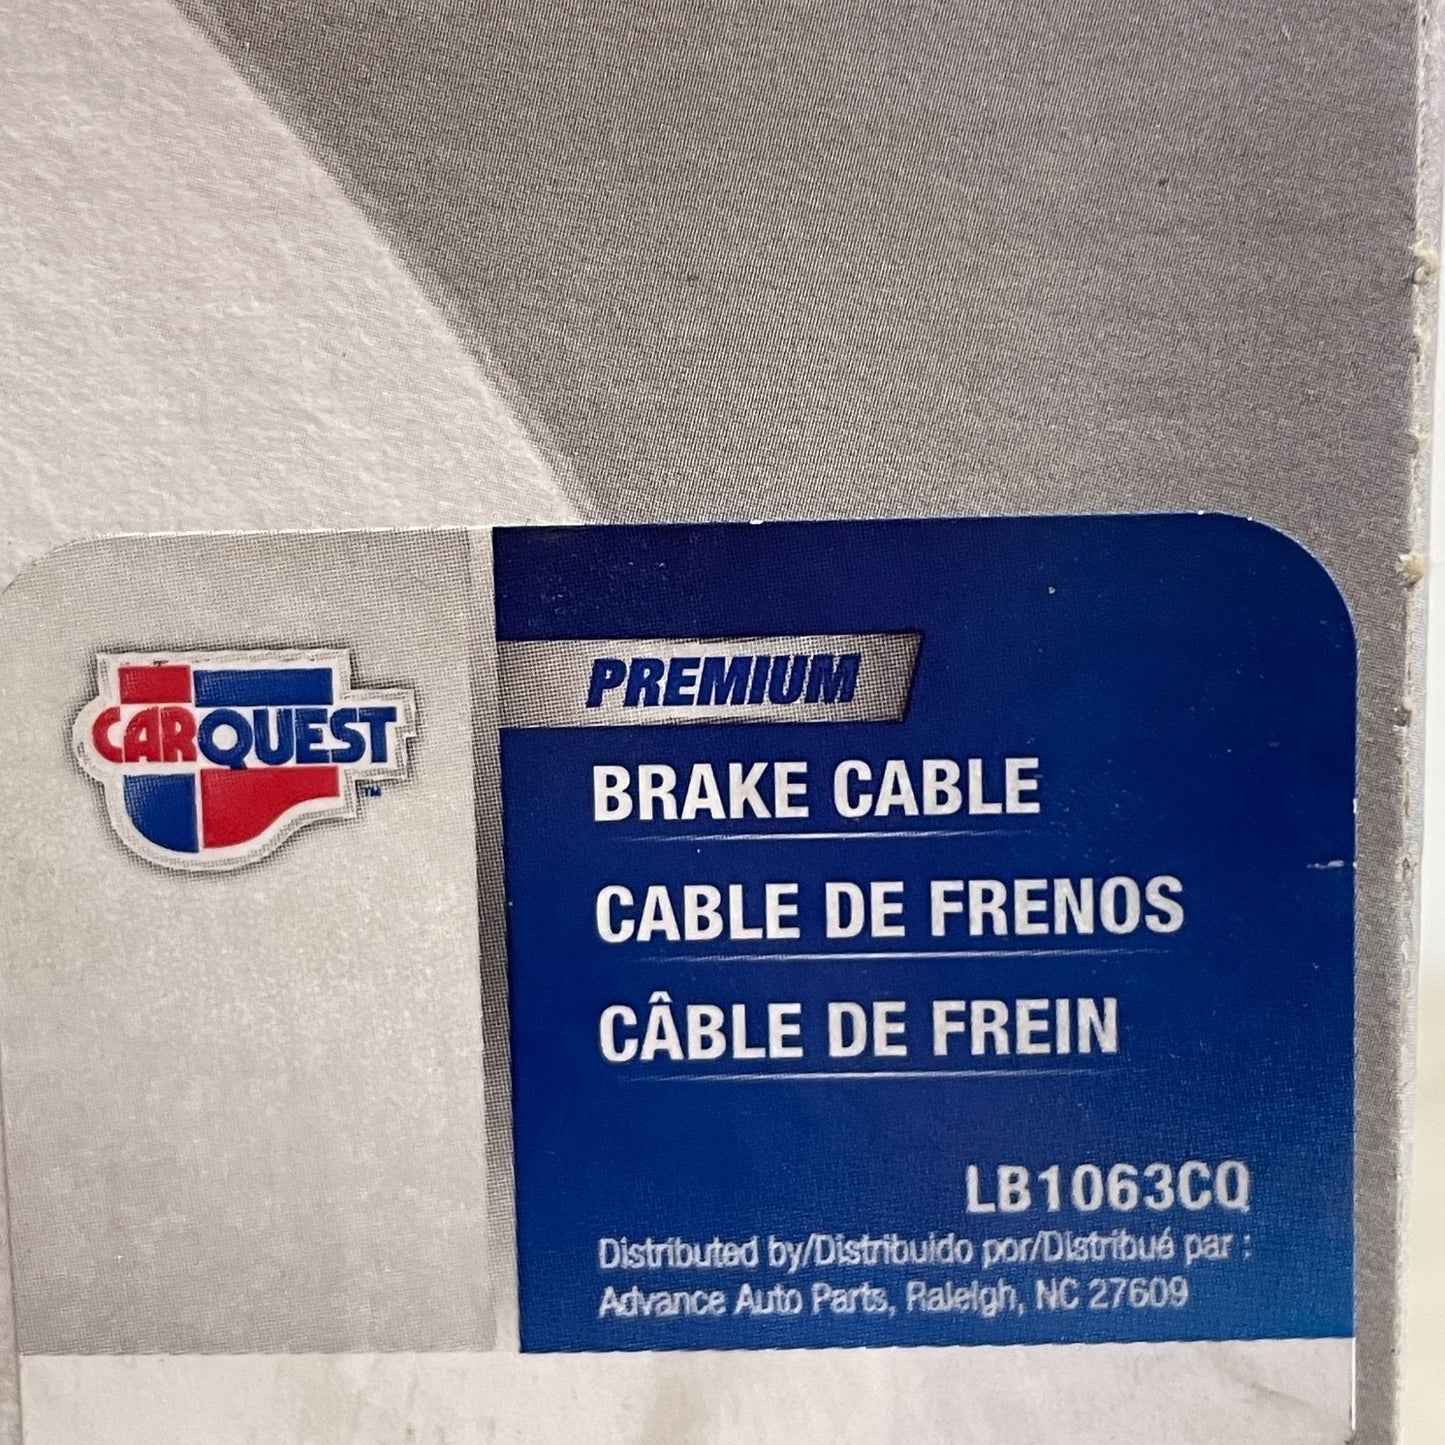 CARQUEST
™
PREMIUM
BRAKE CABLE
CABLE DE FRENOS
CÂBLE DE FREIN
LB1063CQ
Distributed by/Distribuido por/Distribué par :
Advance Auto Parts, Raleigh, NC 27609